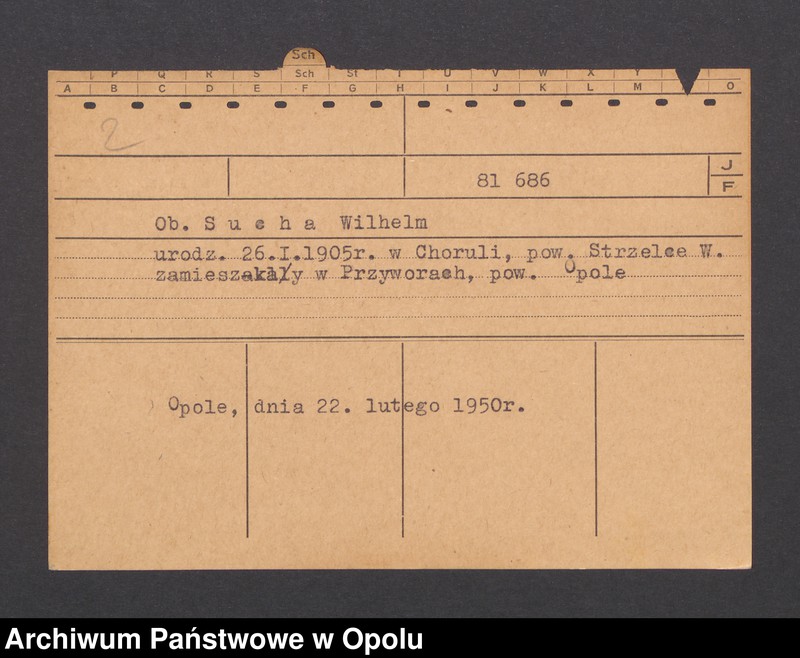 Sch
P Q R S Sch St T U V W X Y
A B C D E F G H I J K L M O
2
81 686 J
F
Ob. S u c h a Wilhelm
urodz. 26.I.1905r. w Choruli, pow. Strzelce W.
zamieszakały w Przyworach, pow. Opole
Opole, dnia 22. lutego 1950r.
Archiwum Państwowe w Opolu